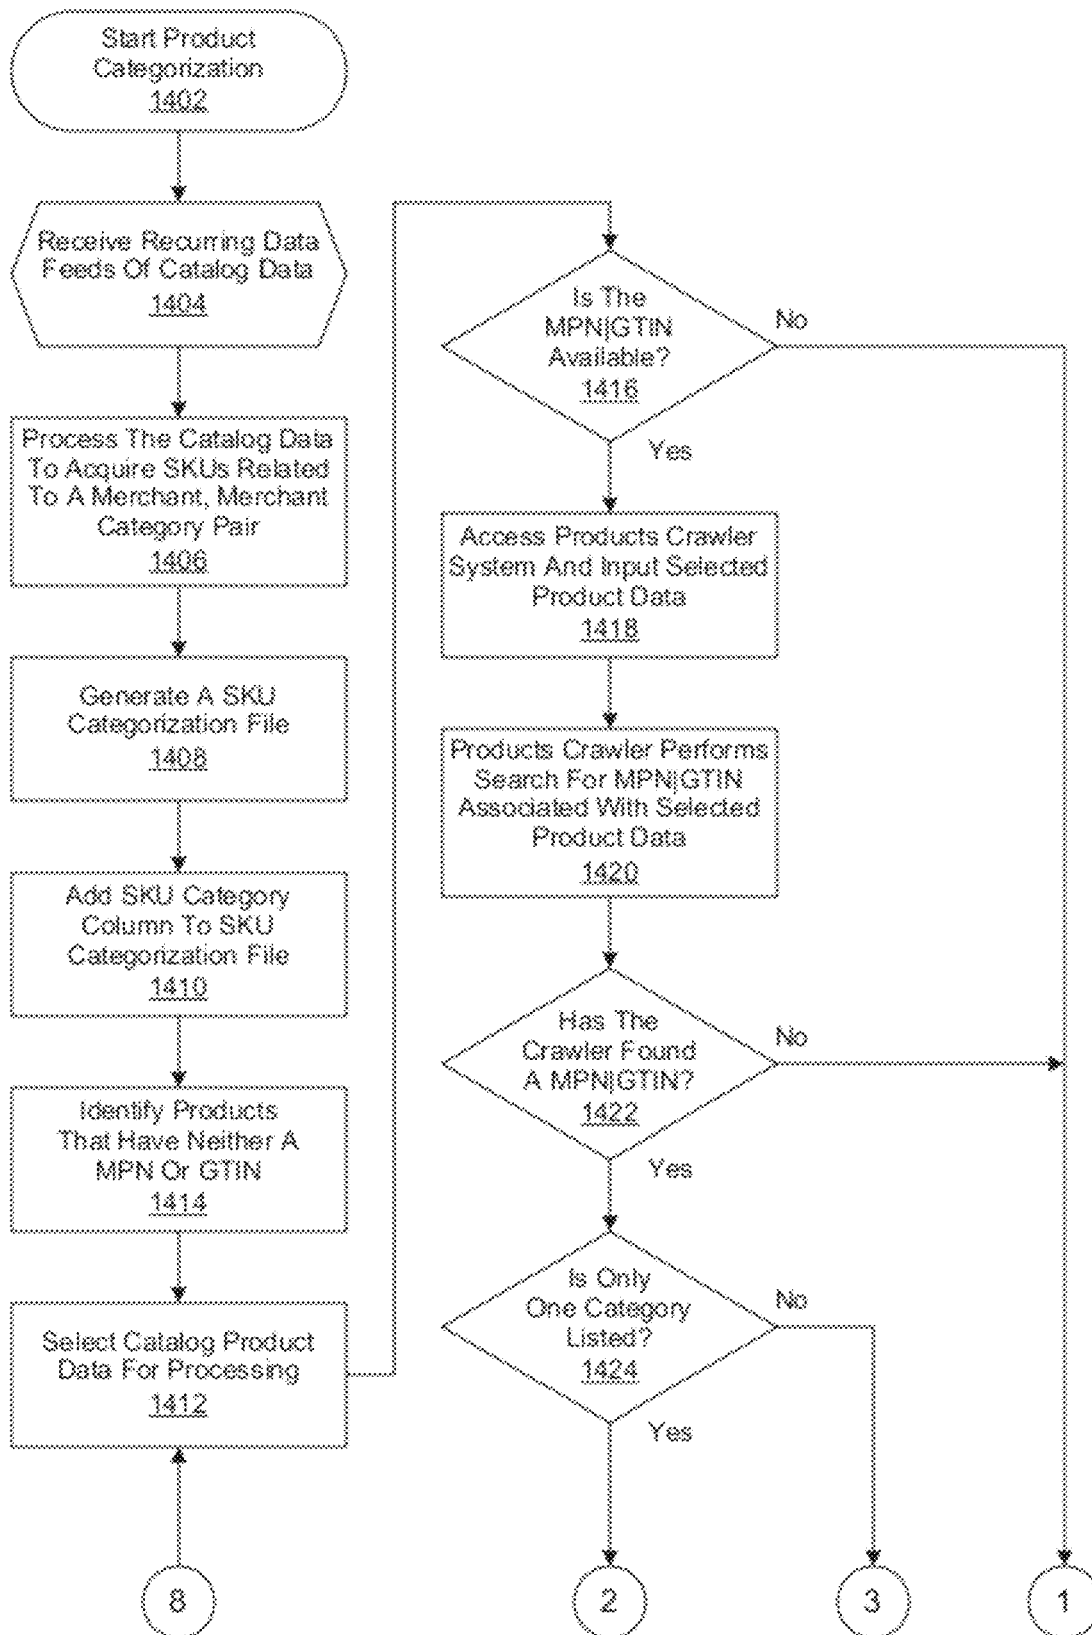 Start Product
Categorization
1402
Receive Recurring Data
Feeds Of Catalog Data
1404
Process The Catalog Data
To Acquire SKUs Related
To A Merchant, Merchant
Category Pair
1406
Generate A SKU
Categorization File
1408
Add SKU Category
Column To SKU
Categorization File
1410
Identify Products
That Have Neither A
MPN Or GTIN
1414
Select Catalog Product
Data For Processing
1412
8
Is The
MPN|GTIN
Available?
1416
No
Yes
Access Products Crawler
System And Input Selected
Product Data
1418
Products Crawler Performs
Search For MPN|GTIN
Associated With Selected
Product Data
1420
Has The
Crawler Found
A MPN|GTIN?
1422
No
Yes
Is Only
One Category
Listed?
1424
No
Yes
2
3
1